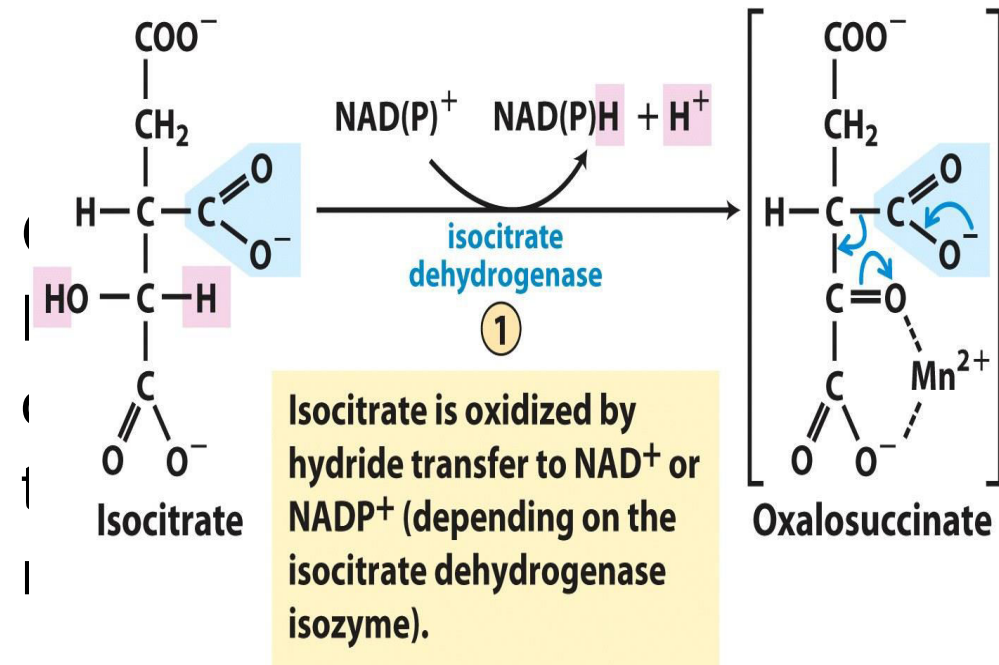 COO⁻
CH₂
H—C—C
O
O⁻
HO—C—H
C
O O⁻
Isocitrate
NAD(P)⁺ NAD(P)H + H⁺
isocitrate
dehydrogenase
1
Isocitrate is oxidized by
hydride transfer to NAD⁺ or
NADP⁺ (depending on the
isocitrate dehydrogenase
isozyme).
COO⁻
CH₂
H—C—C
O
O⁻
C=O
Mn²⁺
C
O O⁻
Oxalosuccinate